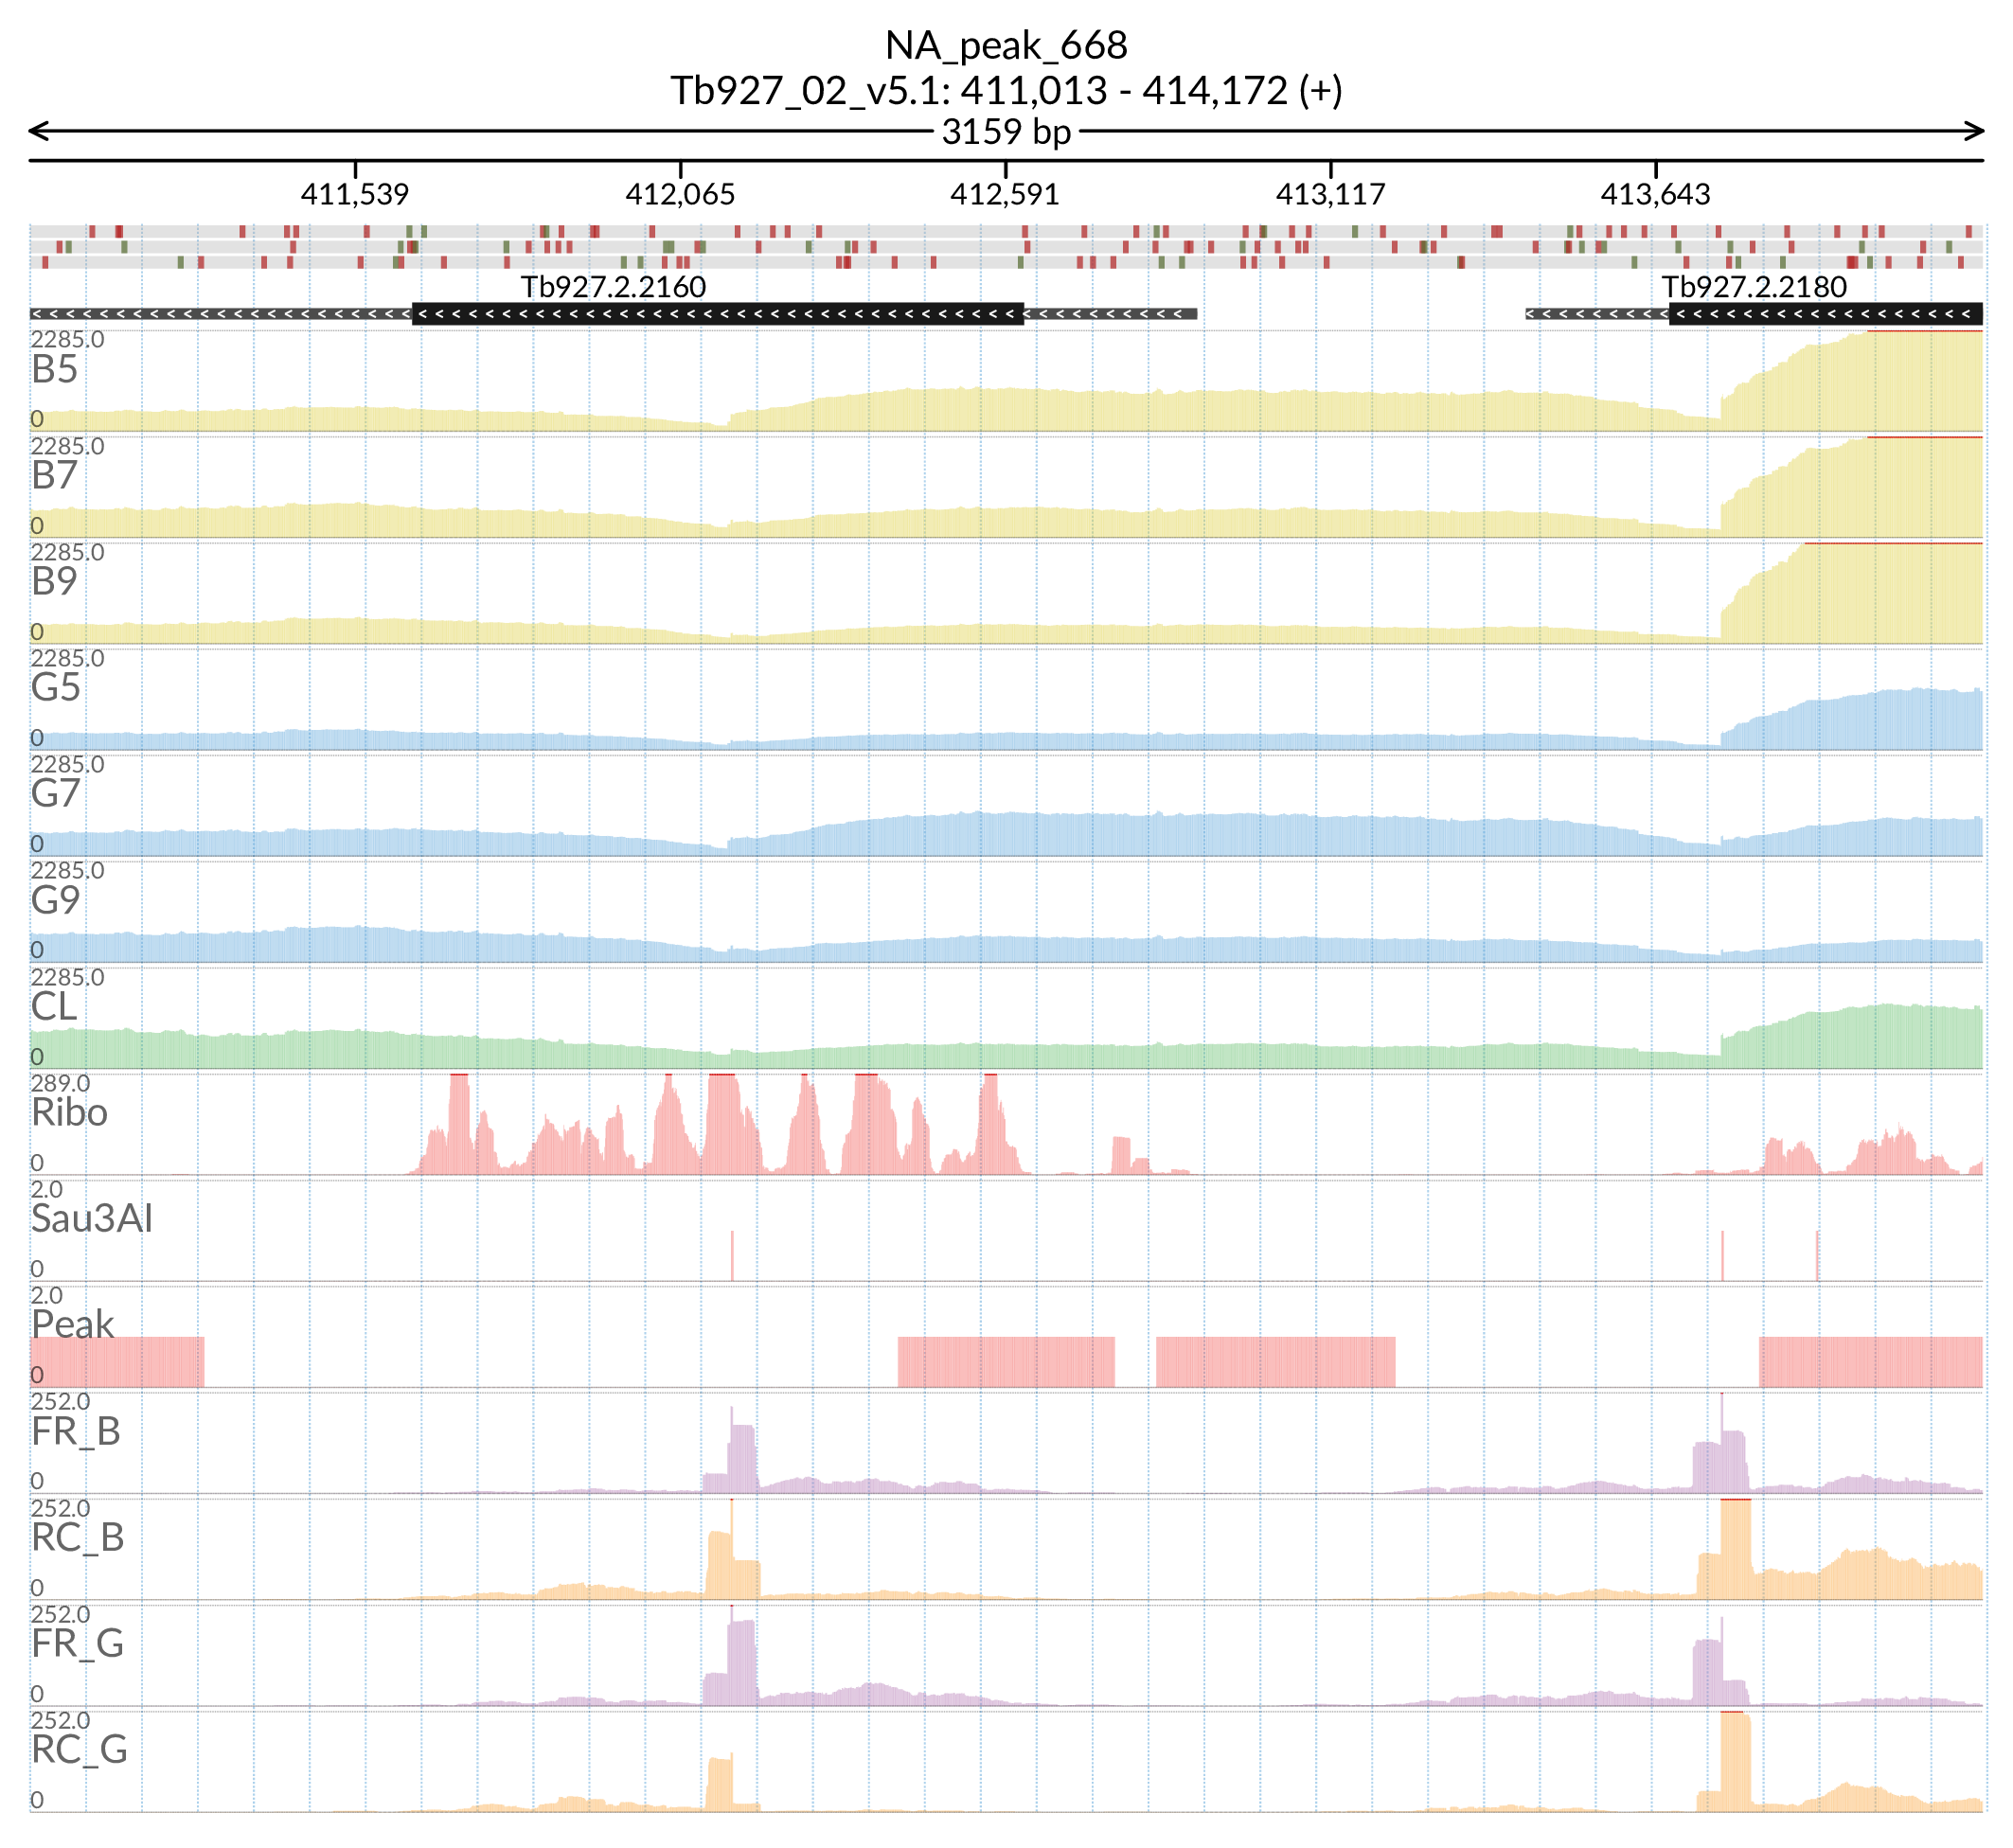 NA_peak_668
Tb927_02_v5.1: 411,013 - 414,172 (+)
3159 bp
411,539 412,065 412,591 413,117 413,643
Tb927.2.2160 Tb927.2.2180
2285.0
B5
0
2285.0
B7
0
2285.0
B9
0
2285.0
G5
0
2285.0
G7
0
2285.0
G9
0
2285.0
CL
0
289.0
Ribo
0
2.0
Sau3AI
0
2.0
Peak
0
252.0
FR_B
0
252.0
RC_B
0
252.0
FR_G
0
252.0
RC_G
0